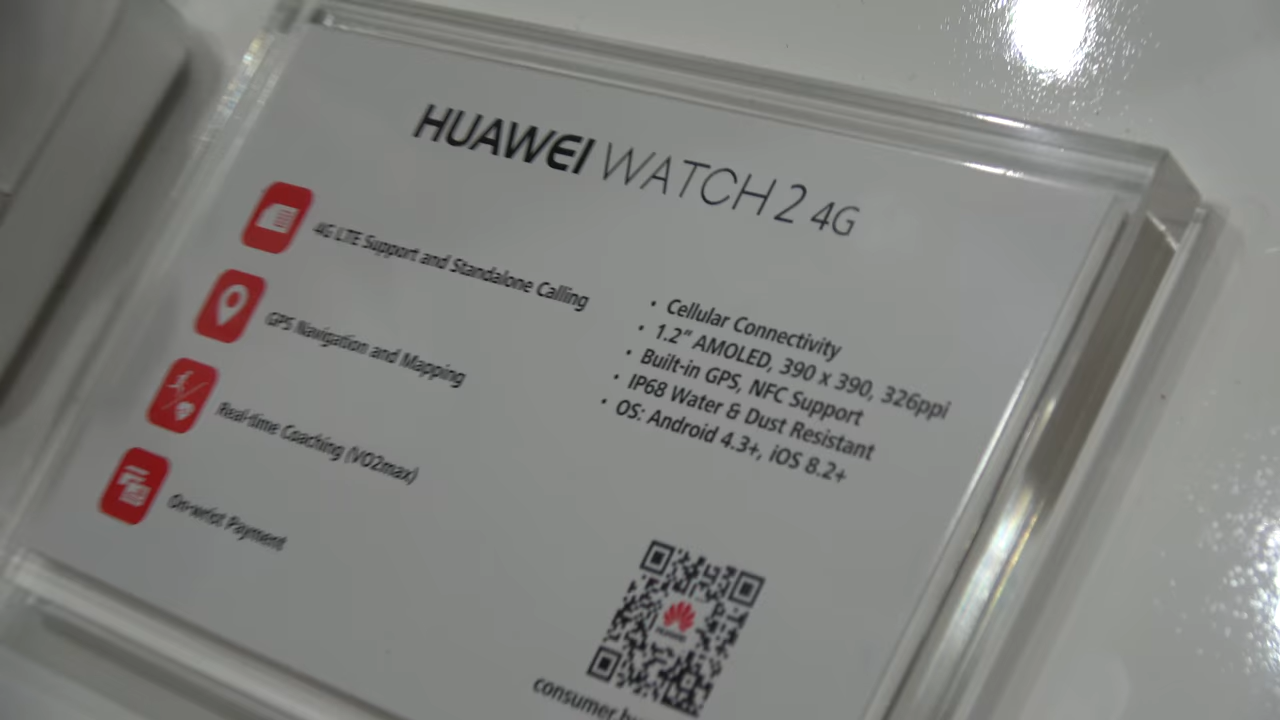 HUAWEI WATCH 2 4G
4G LTE Support and Standalone Calling
GPS Navigation and Mapping
Real-time Coaching (VO2max)
On-wrist Payment
• Cellular Connectivity
• 1.2" AMOLED, 390 x 390, 326ppi
• Built-in GPS, NFC Support
• IP68 Water & Dust Resistant
• OS: Android 4.3+, iOS 8.2+
HUAWEI
consumer.